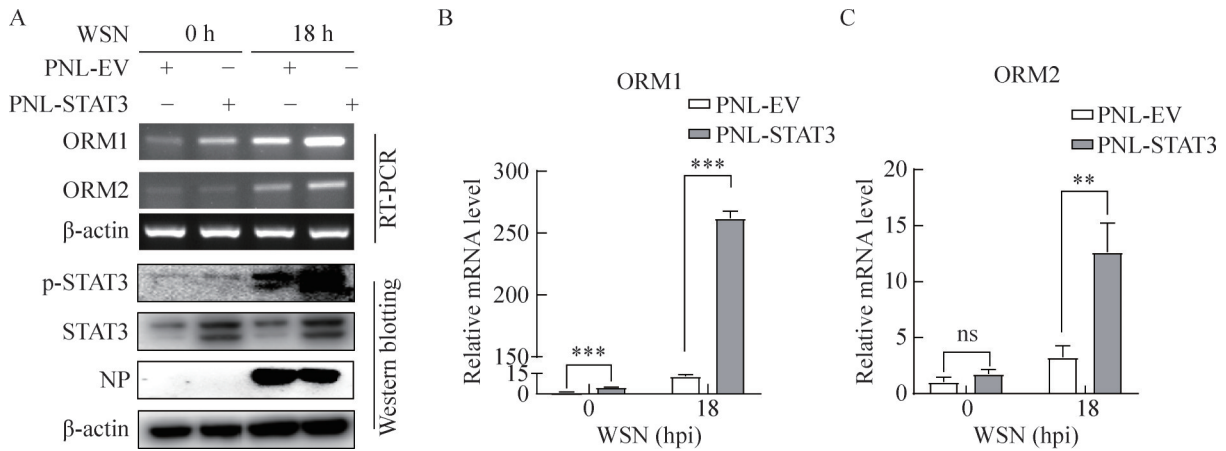 A
WSN 0 h 18 h
PNL-EV + − + −
PNL-STAT3 − + − +
ORM1
ORM2
β-actin
RT-PCR
p-STAT3
STAT3
NP
β-actin
Western blotting
B
ORM1
PNL-EV
PNL-STAT3
Relative mRNA level
300
250
200
150
15
0
***
***
0 18
WSN (hpi)
C
ORM2
PNL-EV
PNL-STAT3
Relative mRNA level
20
15
10
5
0
ns
**
0 18
WSN (hpi)